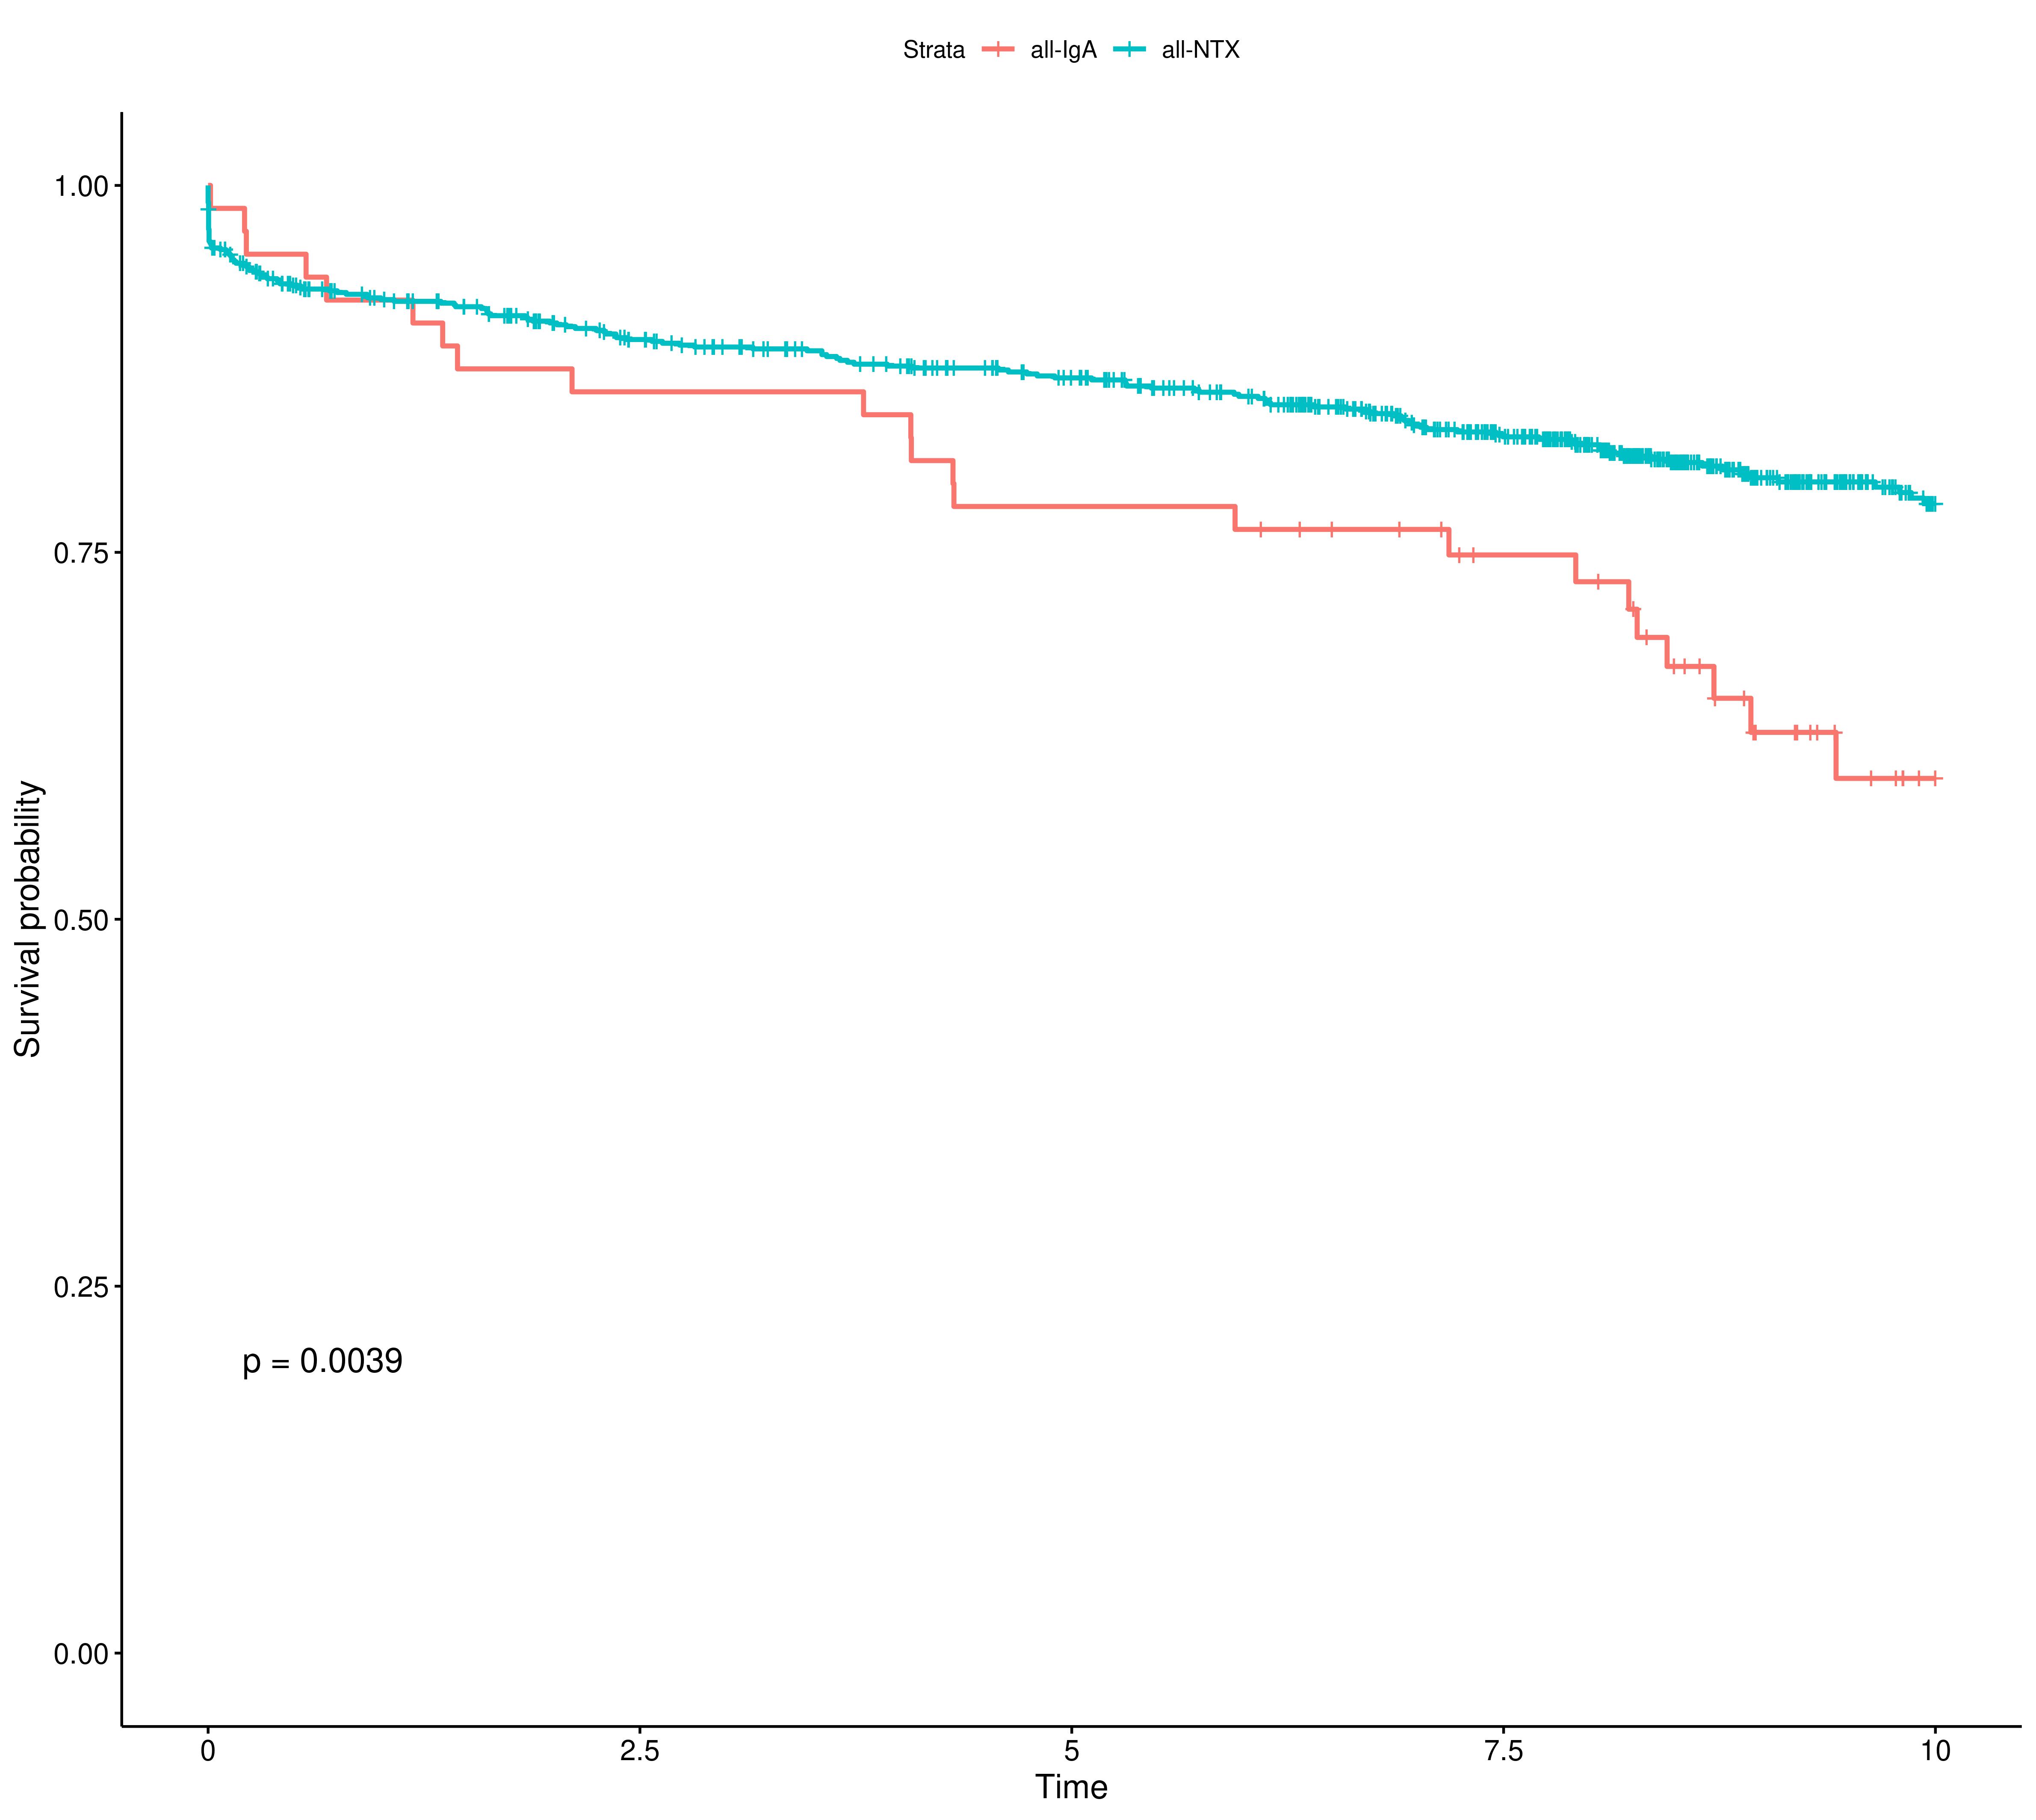 Strata all-IgA all-NTX
1.00
0.75
0.50
0.25
0.00
Survival probability
p = 0.0039
0 2.5 5 7.5 10
Time